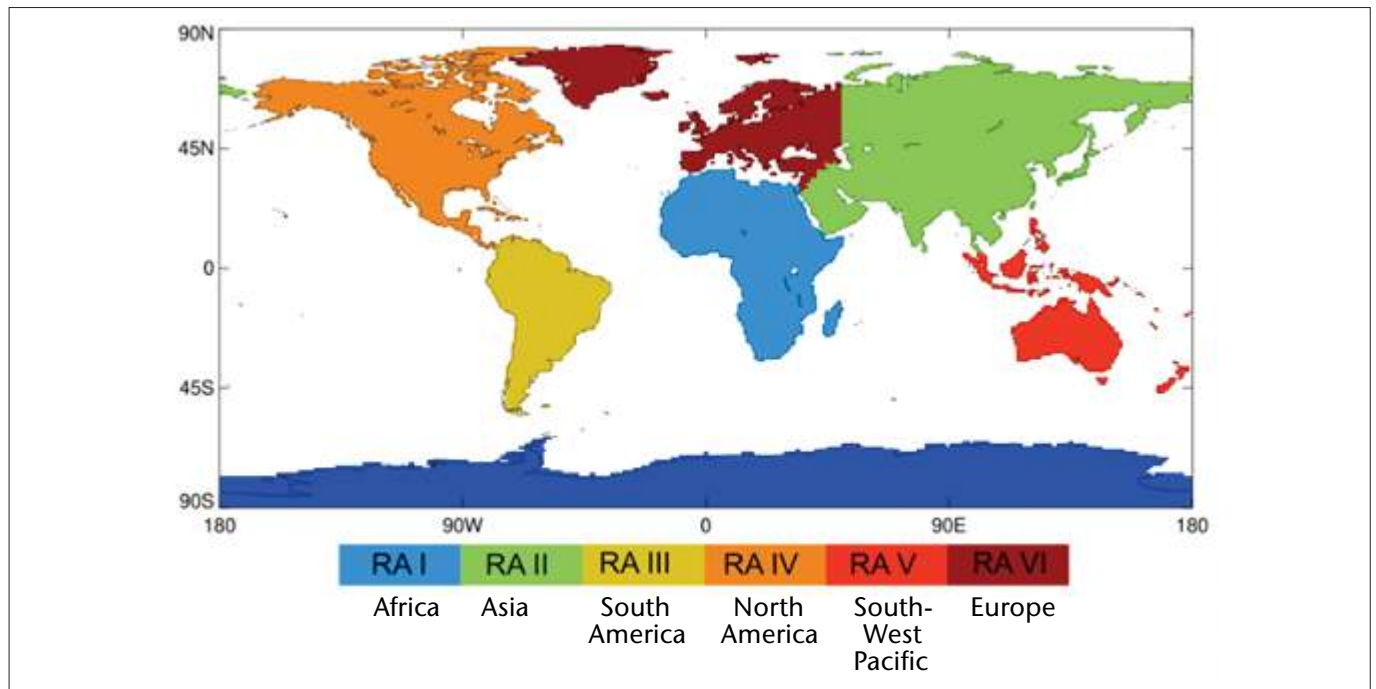 90N
45N
0
45S
90S
180 90W 0 90E 180
RA I RA II RA III RA IV RA V RA VI
Africa Asia South America North America South-West Pacific Europe